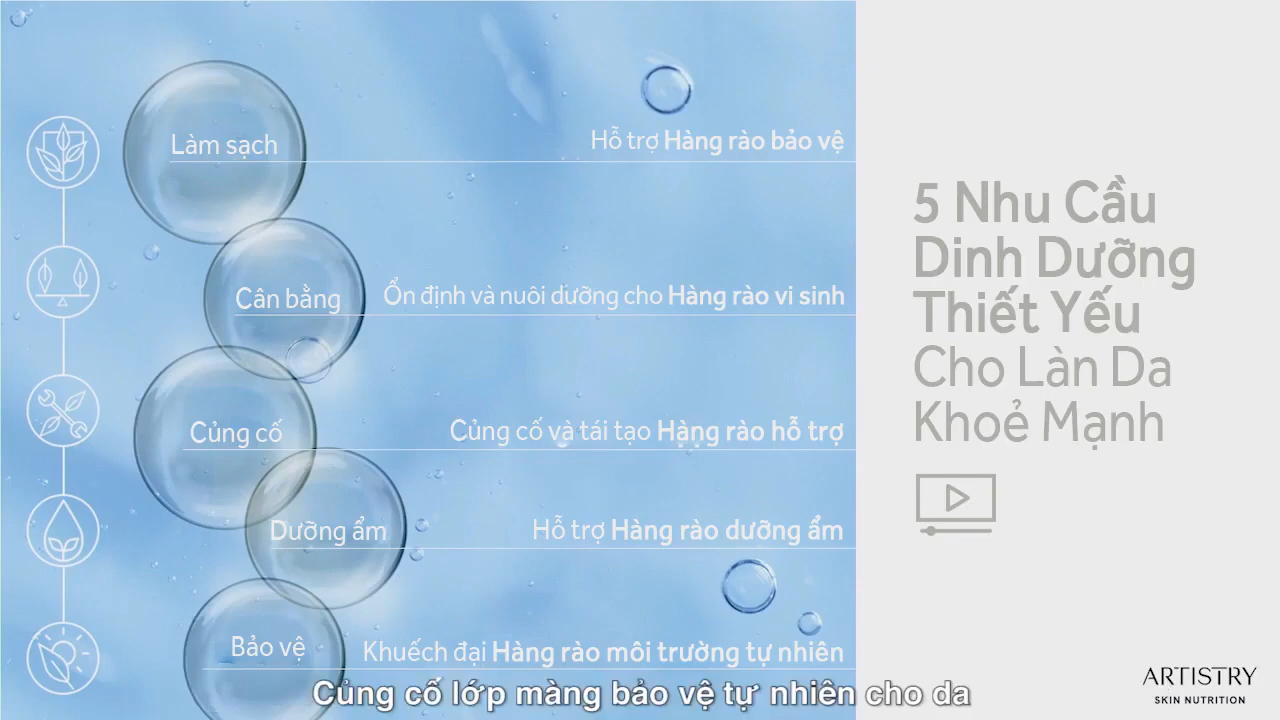 Làm sạch
Hỗ trợ Hàng rào bảo vệ
Cân bằng
Ổn định và nuôi dưỡng cho Hàng rào vi sinh
Củng cố
Củng cố và tái tạo Hàng rào hỗ trợ
Dưỡng ẩm
Hỗ trợ Hàng rào dưỡng ẩm
Bảo vệ
Khuếch đại Hàng rào môi trường tự nhiên
5 Nhu Cầu
Dinh Dưỡng
Thiết Yếu
Cho Làn Da
Khoẻ Mạnh
ARTISTRY
SKIN NUTRITION
Củng cố lớp màng bảo vệ tự nhiên cho da